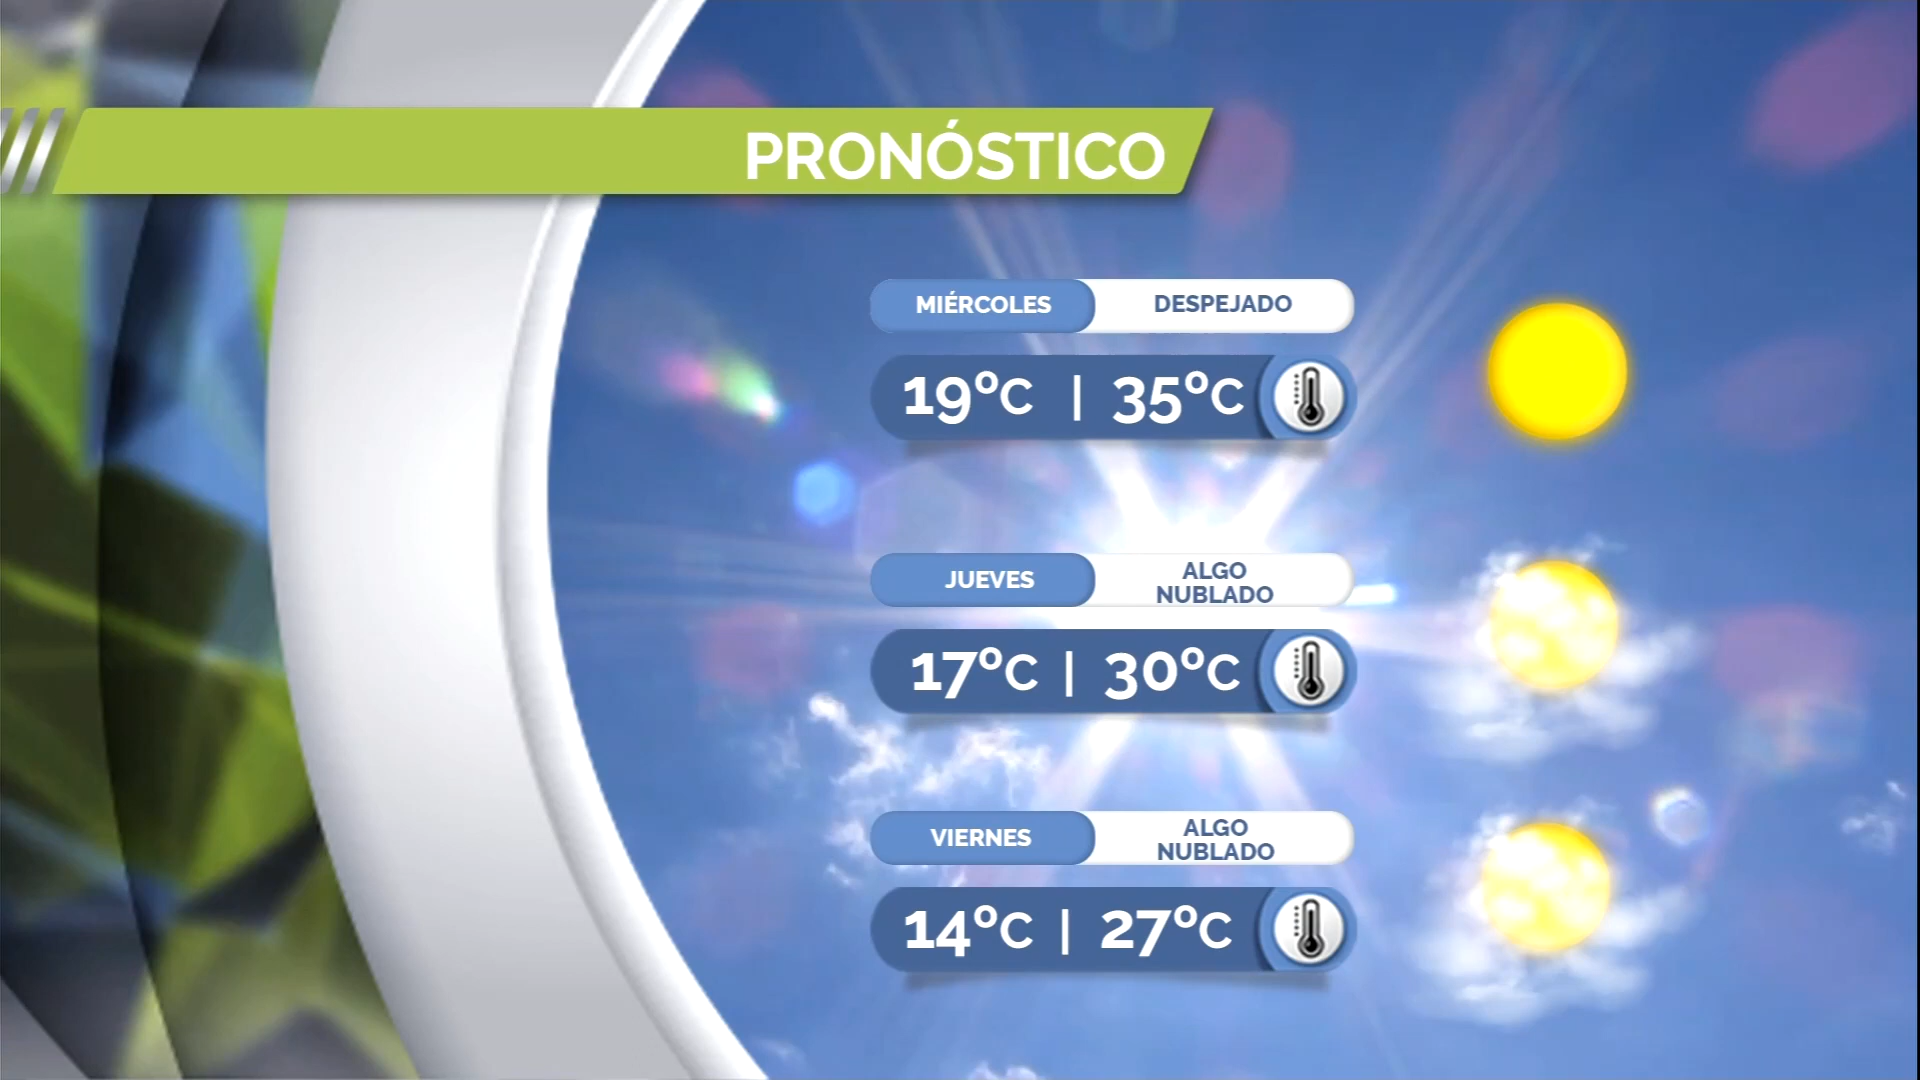 PRONÓSTICO
MIÉRCOLES DESPEJADO
19°C | 35°C
JUEVES ALGO
NUBLADO
17°C | 30°C
VIERNES ALGO
NUBLADO
14°C | 27°C